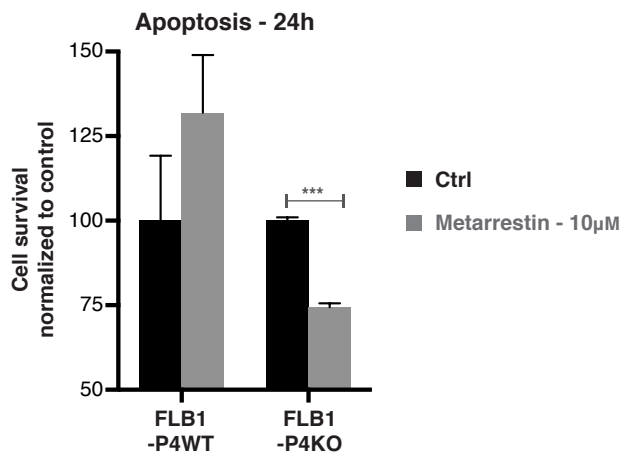 Apoptosis - 24h
Cell survival
normalized to control
150
125
100
75
50
***
Ctrl
Metarrestin - 10µM
FLB1
-P4WT
FLB1
-P4KO